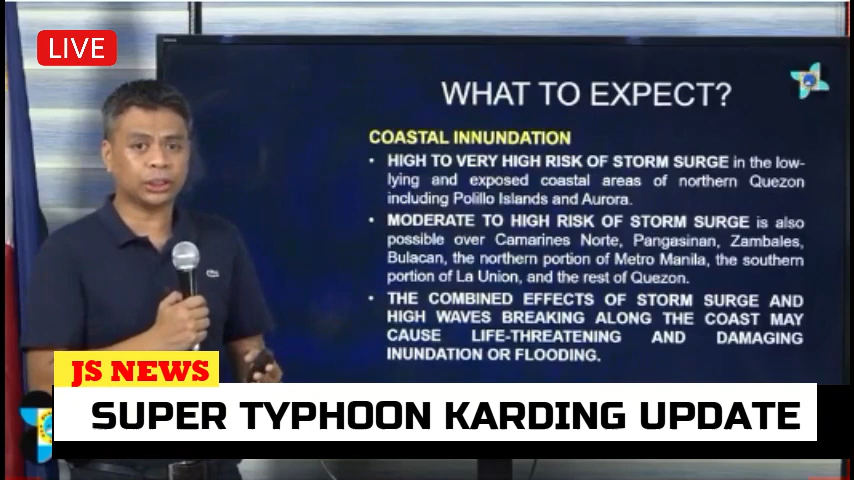 LIVE
WHAT TO EXPECT?
COASTAL INNUNDATION
• HIGH TO VERY HIGH RISK OF STORM SURGE in the low-
lying and exposed coastal areas of northern Quezon
including Polillo Islands and Aurora.
• MODERATE TO HIGH RISK OF STORM SURGE is also
possible over Camarines Norte, Pangasinan, Zambales,
Bulacan, the northern portion of Metro Manila, the southern
portion of La Union, and the rest of Quezon.
• THE COMBINED EFFECTS OF STORM SURGE AND
HIGH WAVES BREAKING ALONG THE COAST MAY
CAUSE LIFE-THREATENING AND DAMAGING
INUNDATION OR FLOODING.
JS NEWS
SUPER TYPHOON KARDING UPDATE